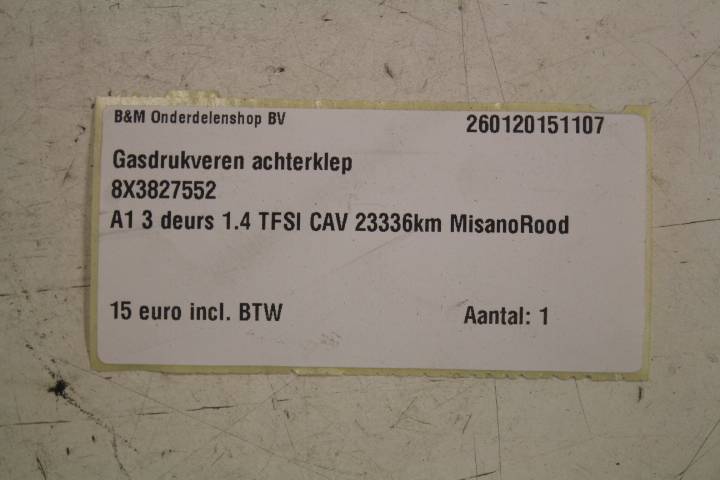 B&M Onderdelenshop BV 260120151107
Gasdrukveren achterklep
8X3827552
A1 3 deurs 1.4 TFSI CAV 23336km MisanoRood
15 euro incl. BTW Aantal: 1